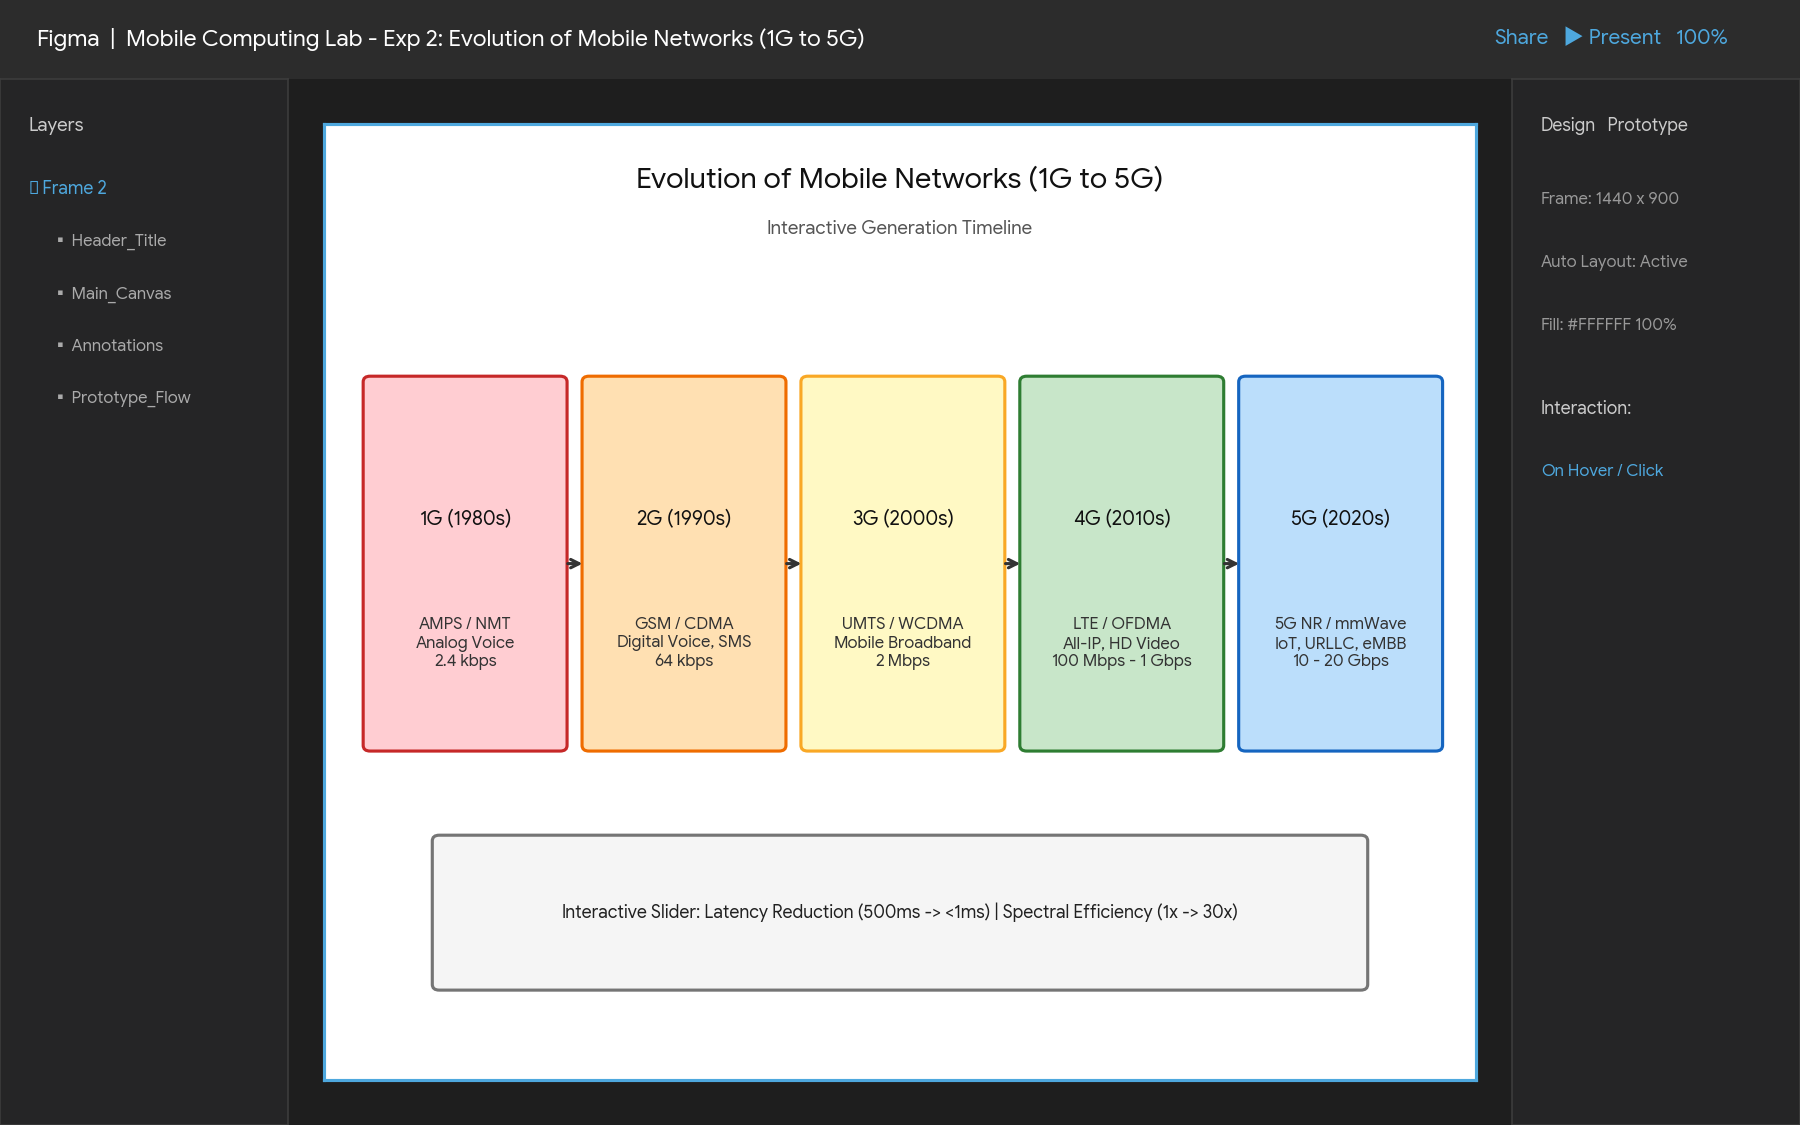 Figma | Mobile Computing Lab - Exp 2: Evolution of Mobile Networks (1G to 5G)
Share ▶ Present 100%
Layers
Frame 2
▪ Header_Title
▪ Main_Canvas
▪ Annotations
▪ Prototype_Flow
Evolution of Mobile Networks (1G to 5G)
Interactive Generation Timeline
1G (1980s)
AMPS / NMT
Analog Voice
2.4 kbps
2G (1990s)
GSM / CDMA
Digital Voice, SMS
64 kbps
3G (2000s)
UMTS / WCDMA
Mobile Broadband
2 Mbps
4G (2010s)
LTE / OFDMA
All-IP, HD Video
100 Mbps - 1 Gbps
5G (2020s)
5G NR / mmWave
IoT, URLLC, eMBB
10 - 20 Gbps
Interactive Slider: Latency Reduction (500ms -> <1ms) | Spectral Efficiency (1x -> 30x)
Design Prototype
Frame: 1440 x 900
Auto Layout: Active
Fill: #FFFFFF 100%
Interaction:
On Hover / Click